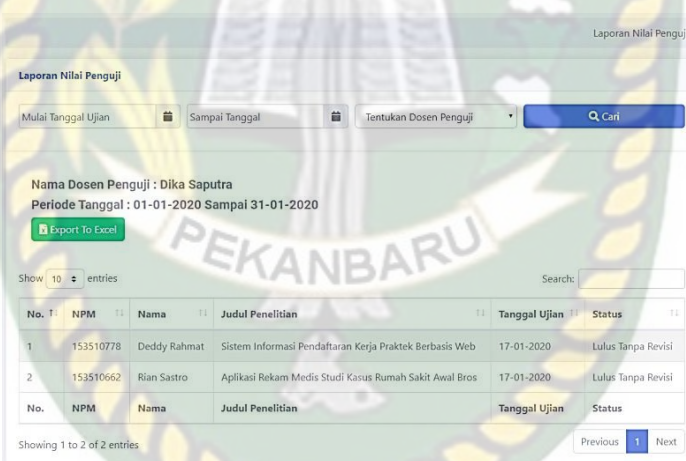 Laporan Nilai Penguj
Laporan Nilai Penguji
Mulai Tanggal Ujian Sampai Tanggal Tentukan Dosen Penguji Cari
Nama Dosen Penguji : Dika Saputra
Periode Tanggal : 01-01-2020 Sampai 31-01-2020
Export To Excel
PEKANBARU
Show 10 entries Search:
No. NPM Nama Judul Penelitian Tanggal Ujian Status
1 153510778 Deddy Rahmat Sistem Informasi Pendaftaran Kerja Praktek Berbasis Web 17-01-2020 Lulus Tanpa Revisi
2 153510662 Rian Sastro Aplikasi Rekam Medis Studi Kasus Rumah Sakit Awal Bros 17-01-2020 Lulus Tanpa Revisi
No. NPM Nama Judul Penelitian Tanggal Ujian Status
Showing 1 to 2 of 2 entries Previous 1 Next